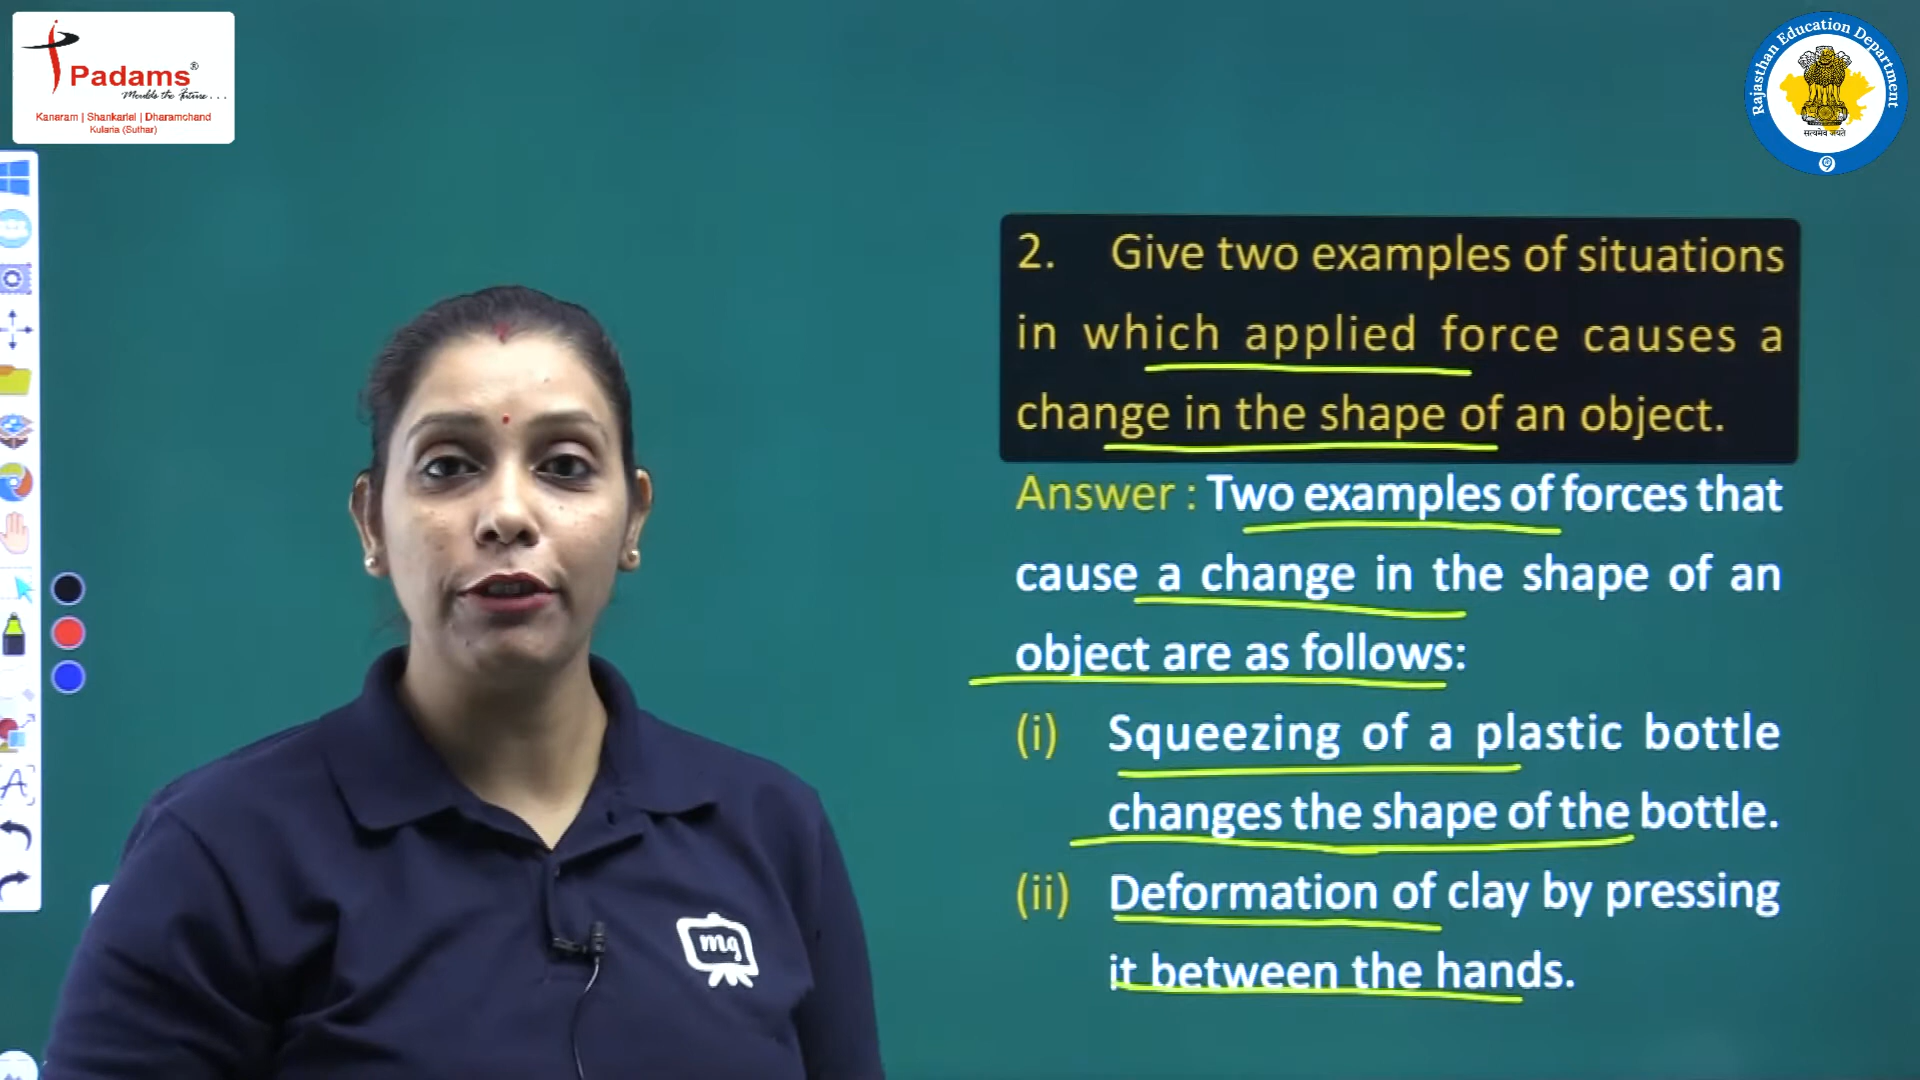 Padams®
Moulds the Future...
Kanaram | Shankarlal | Dharamchand
Kularia (Suthar)
Rajasthan Education Department
सत्यमेव जयते
2. Give two examples of situations
in which applied force causes a
change in the shape of an object.
Answer : Two examples of forces that
cause a change in the shape of an
object are as follows:
(i) Squeezing of a plastic bottle
changes the shape of the bottle.
(ii) Deformation of clay by pressing
it between the hands.
mg
A